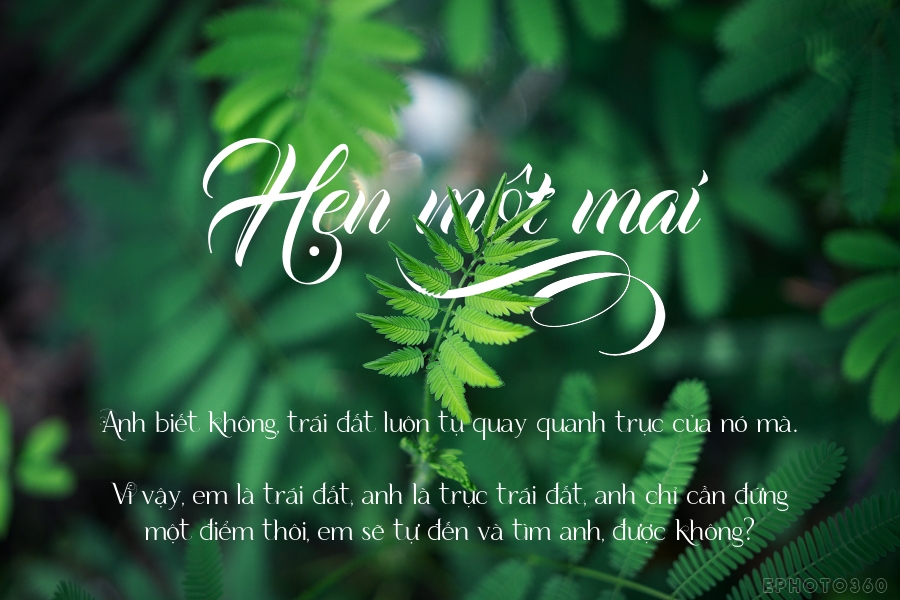 Hẹn một mai
Anh biết không, trái đất luôn tự quay quanh trục của nó mà.
Vì vậy, em là trái đất, anh là trục trái đất, anh chỉ cần đứng
một điểm thôi, em sẽ tự đến và tìm anh, được không?
EPHOTO360